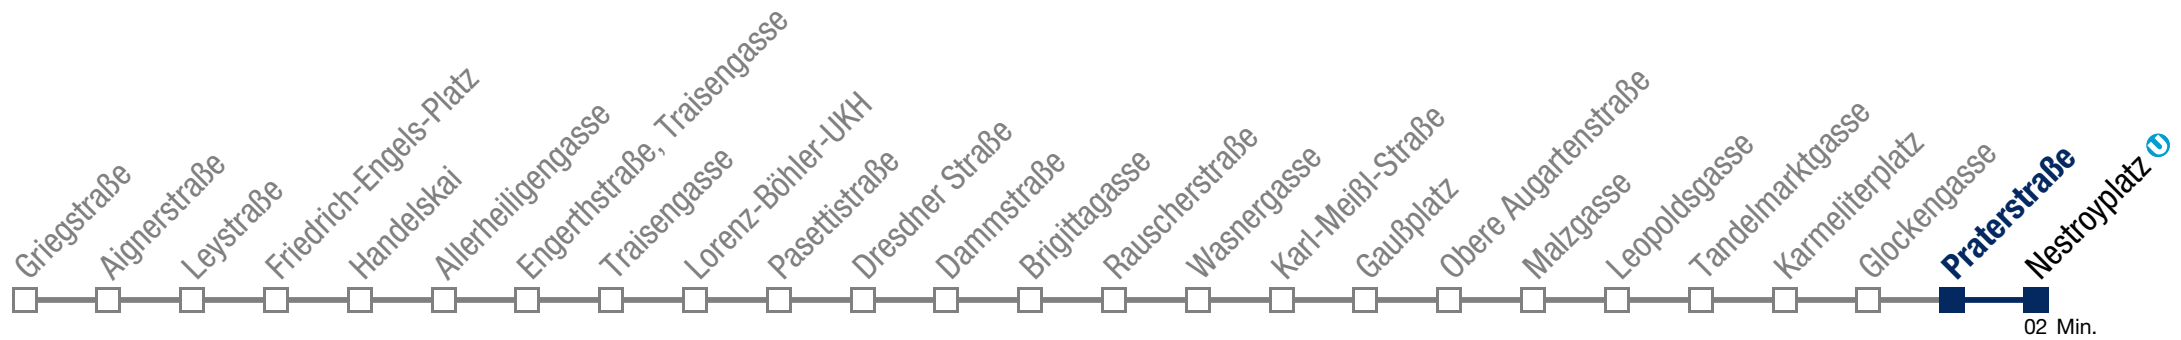 Griegstraße
Aignerstraße
Leystraße
Friedrich-Engels-Platz
Handelskai
Allerheiligengasse
Engerthstraße, Traisengasse
Traisengasse
Lorenz-Böhler-UKH
Pasettistraße
Dresdner Straße
Dammstraße
Brigittagasse
Rauscherstraße
Wasnergasse
Karl-Meißl-Straße
Gaußplatz
Obere Augartenstraße
Malzgasse
Leopoldsgasse
Tandelmarktgasse
Karmeliterplatz
Glockengasse
Praterstraße
Nestroyplatz U
02 Min.